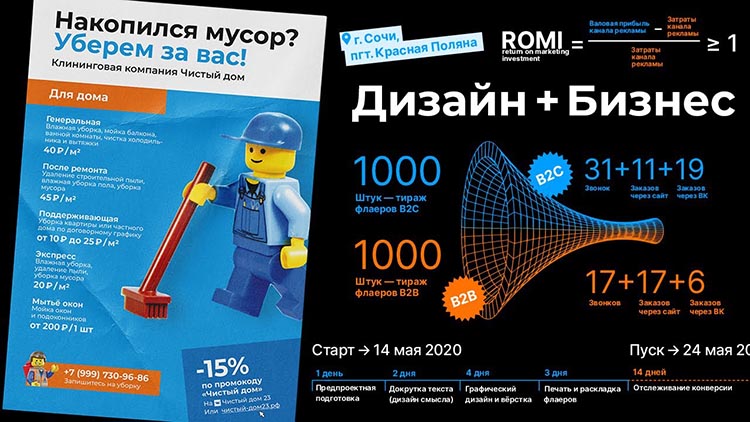 Накопился мусор?
Уберем за вас!
Клининговая компания Чистый дом
Для дома
Генеральная
Влажная уборка, мойка балкона,
ванной комнаты, чистка холодиль-
ника и вытяжки
40 ₽ / м²
После ремонта
Удаление строительной пыли,
влажная уборка пола, уборка
мусора
45 ₽ / м²
Поддерживающая
Уборка квартиры или частного
дома по договорному графику
от 10 ₽ до 25 ₽ / м²
Экспресс
Влажная уборка,
удаление пыли,
уборка мусора
20 ₽ / м²
Мытьё окон
Мойка окон
и подоконников
от 200 ₽ / 1 шт
+7 (999) 730-96-86
Запишитесь на уборку
-15%
по промокоду
«Чистый дом»
На Чистый дом 23
Или чистый-дом23.рф
г. Сочи,
пгт. Красная Поляна
ROMI
return on marketing
investment
=
Валовая прибыль
канала рекламы
–
Затраты
канала
рекламы
Затраты
канала
рекламы
≥ 1
Дизайн + Бизнес
1000
Штук — тираж
флаеров B2C
B2C
31+11+19
Звонок
Заказов
через сайт
Заказов
через ВК
1000
Штук — тираж
флаеров B2B
B2B
17+17+6
Звонков
Заказов
через сайт
Заказов
через ВК
Старт → 14 мая 2020
Пуск → 24 мая 20
1 день
Предпроектная
подготовка
2 дня
Докрутка текста
(дизайн смысла)
4 дня
Графический
дизайн и вёрстка
3 дня
Печать и раскладка
флаеров
14 дней
Отслеживание конверсии